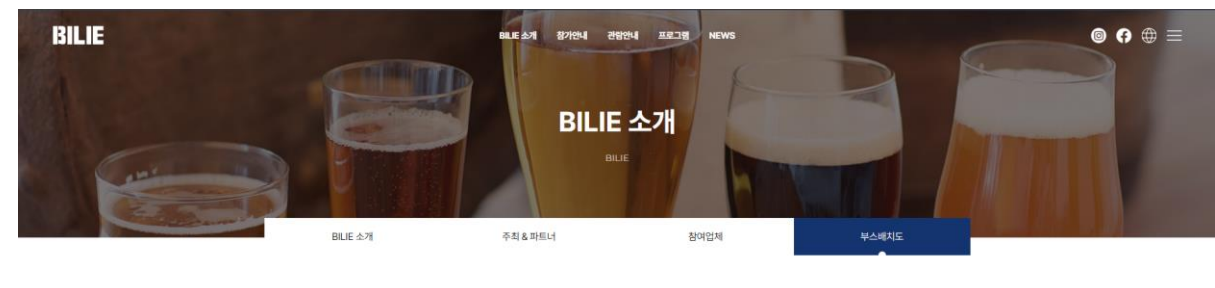 BILIE
BILIE 소개 참가안내 관람안내 프로그램 NEWS
BILIE 소개
BILIE
BILIE 소개 주최 & 파트너 참여업체 부스배치도